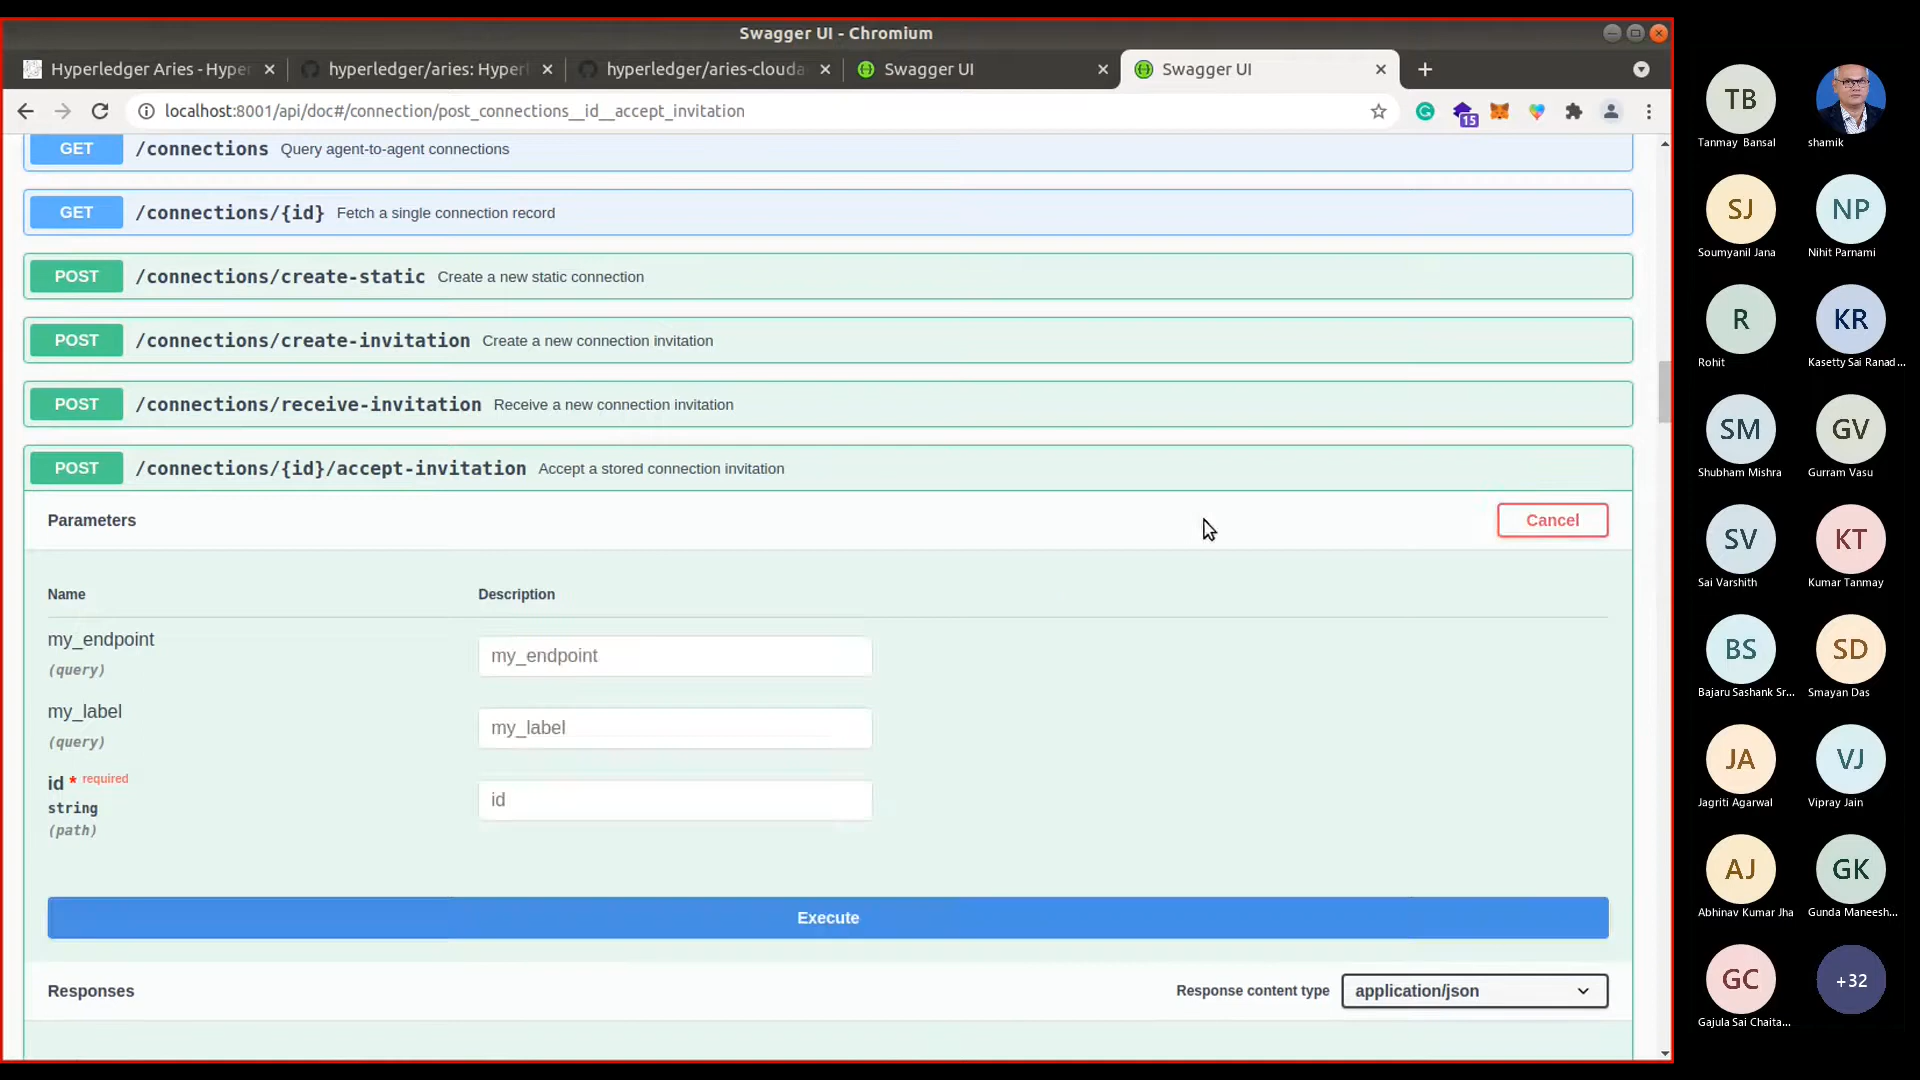 Swagger UI - Chromium
Hyperledger Aries - Hyper
hyperledger/aries: Hyperl
hyperledger/aries-clouda
Swagger UI
Swagger UI
localhost:8001/api/doc#/connection/post_connections__id__accept_invitation
15
GET /connections Query agent-to-agent connections
GET /connections/{id} Fetch a single connection record
POST /connections/create-static Create a new static connection
POST /connections/create-invitation Create a new connection invitation
POST /connections/receive-invitation Receive a new connection invitation
POST /connections/{id}/accept-invitation Accept a stored connection invitation
Parameters
Cancel
Name Description
my_endpoint
(query)
my_endpoint
my_label
(query)
my_label
id * required
string
(path)
id
Execute
Responses
Response content type
application/json
TB
Tanmay Bansal
shamik
SJ
Soumyanil Jana
NP
Nihit Parnami
R
Rohit
KR
Kasetty Sai Ranad...
SM
Shubham Mishra
GV
Gurram Vasu
SV
Sai Varshith
KT
Kumar Tanmay
BS
Bajaru Sashank Sr...
SD
Smayan Das
JA
Jagriti Agarwal
VJ
Vipray Jain
AJ
Abhinav Kumar Jha
GK
Gunda Maneesh...
GC
Gajula Sai Chaita...
+32